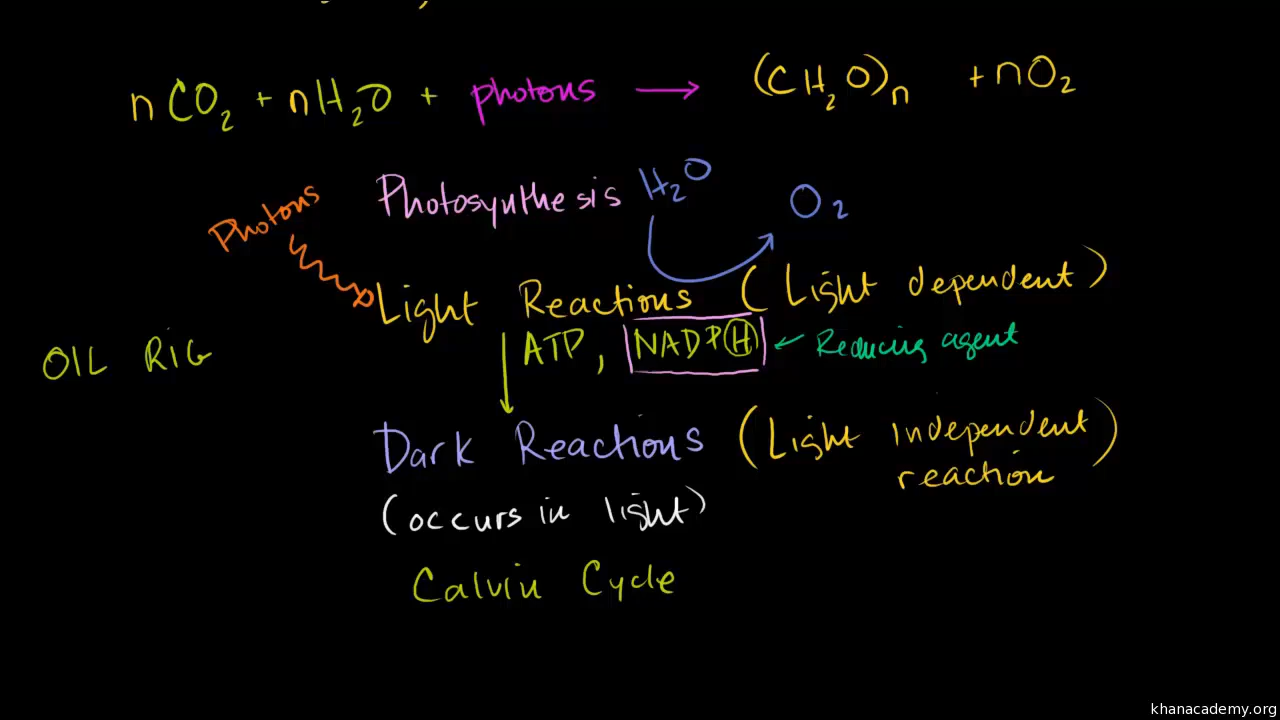 nCO₂ + nH₂O + photons → (CH₂O)n + nO₂
Photosynthesis H₂O O₂
Photons
Light Reactions (Light dependent)
ATP, NADPH ← Reducing agent
OIL RIG
Dark Reactions (Light independent
reaction)
(occurs in light)
Calvin Cycle
khanacademy.org